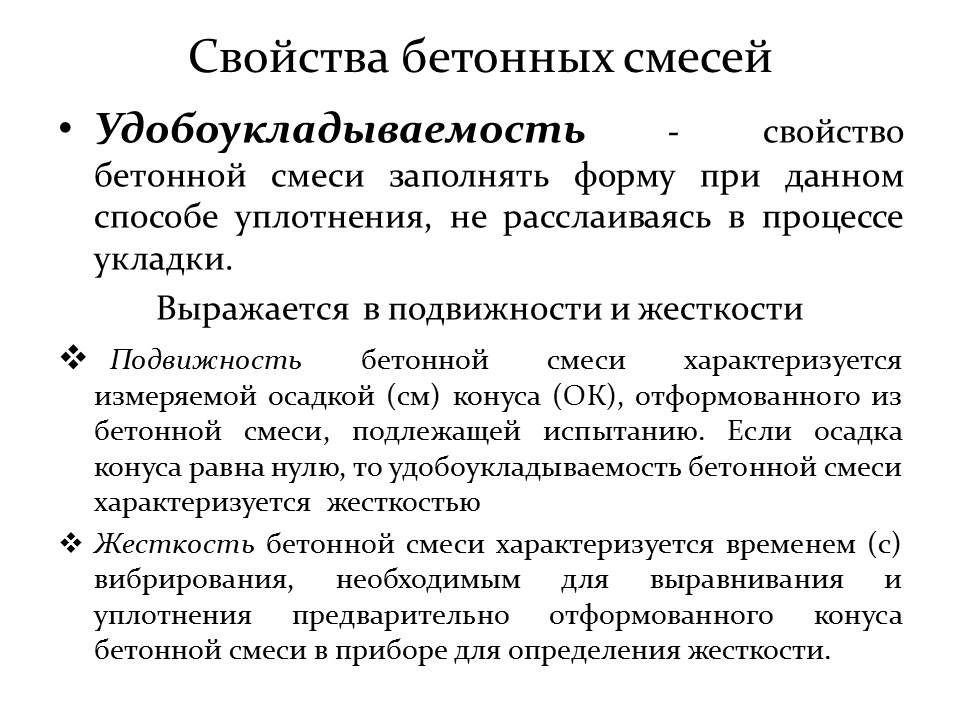 Свойства бетонных смесей
• Удобоукладываемость - свойство
бетонной смеси заполнять форму при данном
способе уплотнения, не расслаиваясь в процессе
укладки.
Выражается в подвижности и жесткости
❖ Подвижность бетонной смеси характеризуется
измеряемой осадкой (см) конуса (ОК), отформованного из
бетонной смеси, подлежащей испытанию. Если осадка
конуса равна нулю, то удобоукладываемость бетонной смеси
характеризуется жесткостью
❖ Жесткость бетонной смеси характеризуется временем (с)
вибрирования, необходимым для выравнивания и
уплотнения предварительно отформованного конуса
бетонной смеси в приборе для определения жесткости.